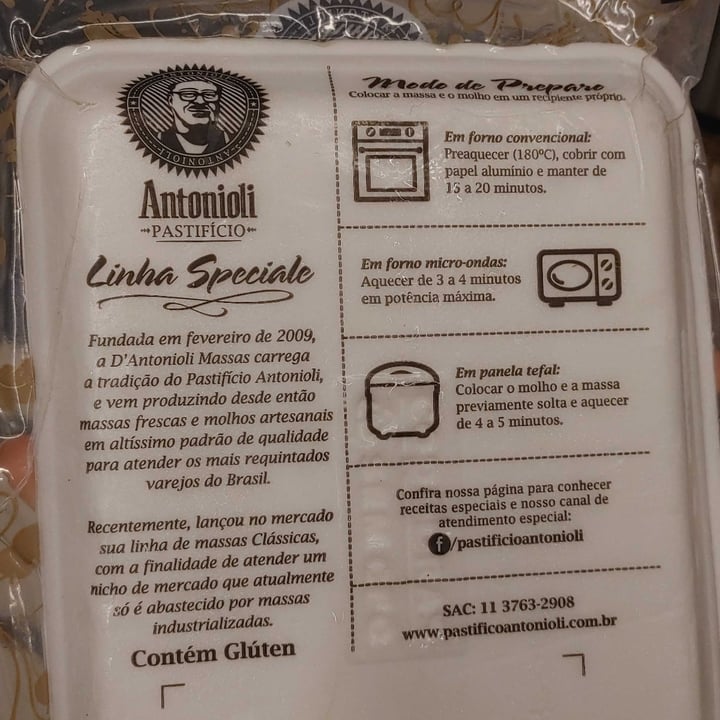 ANTONIOLI
ANTONIOLI
Antonioli
PASTIFÍCIO
Linha Speciale
Fundada em fevereiro de 2009,
a D'Antonioli Massas carrega
a tradição do Pastifício Antonioli,
e vem produzindo desde então
massas frescas e molhos artesanais
em altíssimo padrão de qualidade
para atender os mais requintados
varejos do Brasil.
Recentemente, lançou no mercado
sua linha de massas Clássicas,
com a finalidade de atender um
nicho de mercado que atualmente
só é abastecido por massas
industrializadas.
Contém Glúten
Modo de Preparo
Colocar a massa e o molho em um recipiente próprio.
Em forno convencional:
Preaquecer (180ºC), cobrir com
papel alumínio e manter de
15 a 20 minutos.
Em forno micro-ondas:
Aquecer de 3 a 4 minutos
em potência máxima.
Em panela tefal:
Colocar o molho e a massa
previamente solta e aquecer
de 4 a 5 minutos.
Confira nossa página para conhecer
receitas especiais e nosso canal de
atendimento especial:
f/pastificioantonioli
SAC: 11 3763-2908
www.pastificoantonioli.com.br